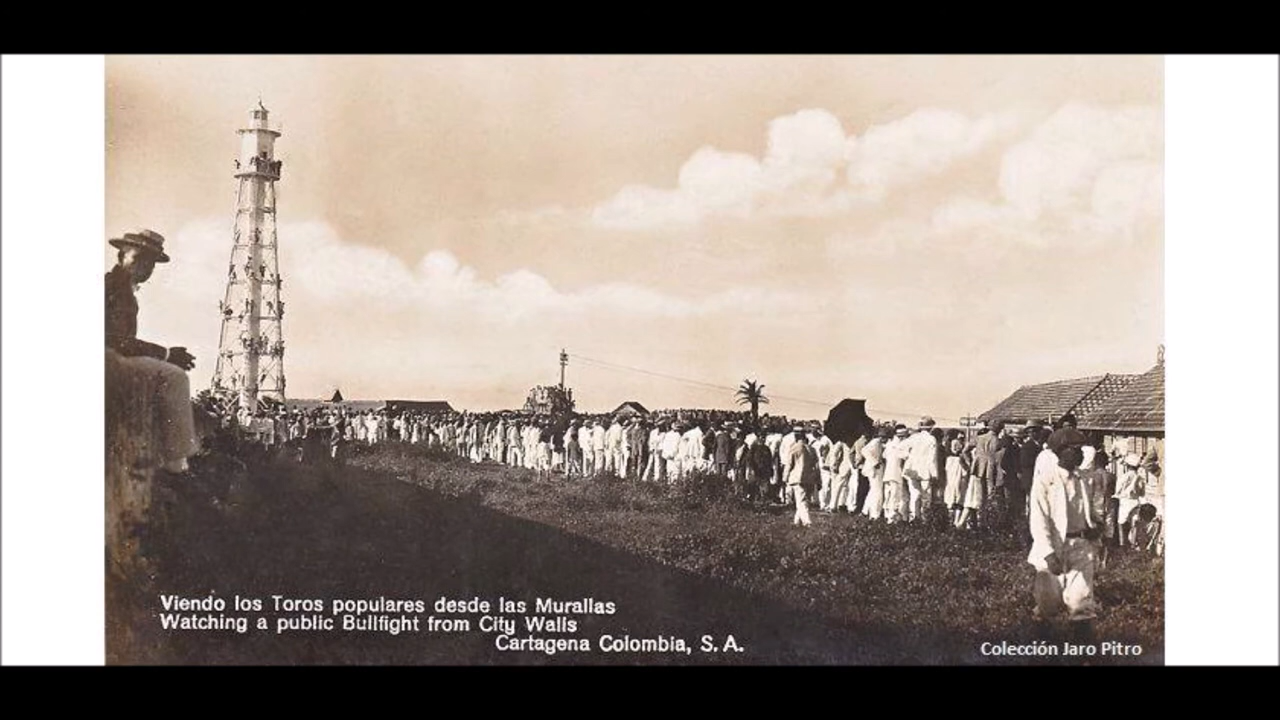 Viendo los Toros populares desde las Murallas
Watching a public Bullfight from City Walls
Cartagena Colombia, S. A.
Colección Jaro Pitro